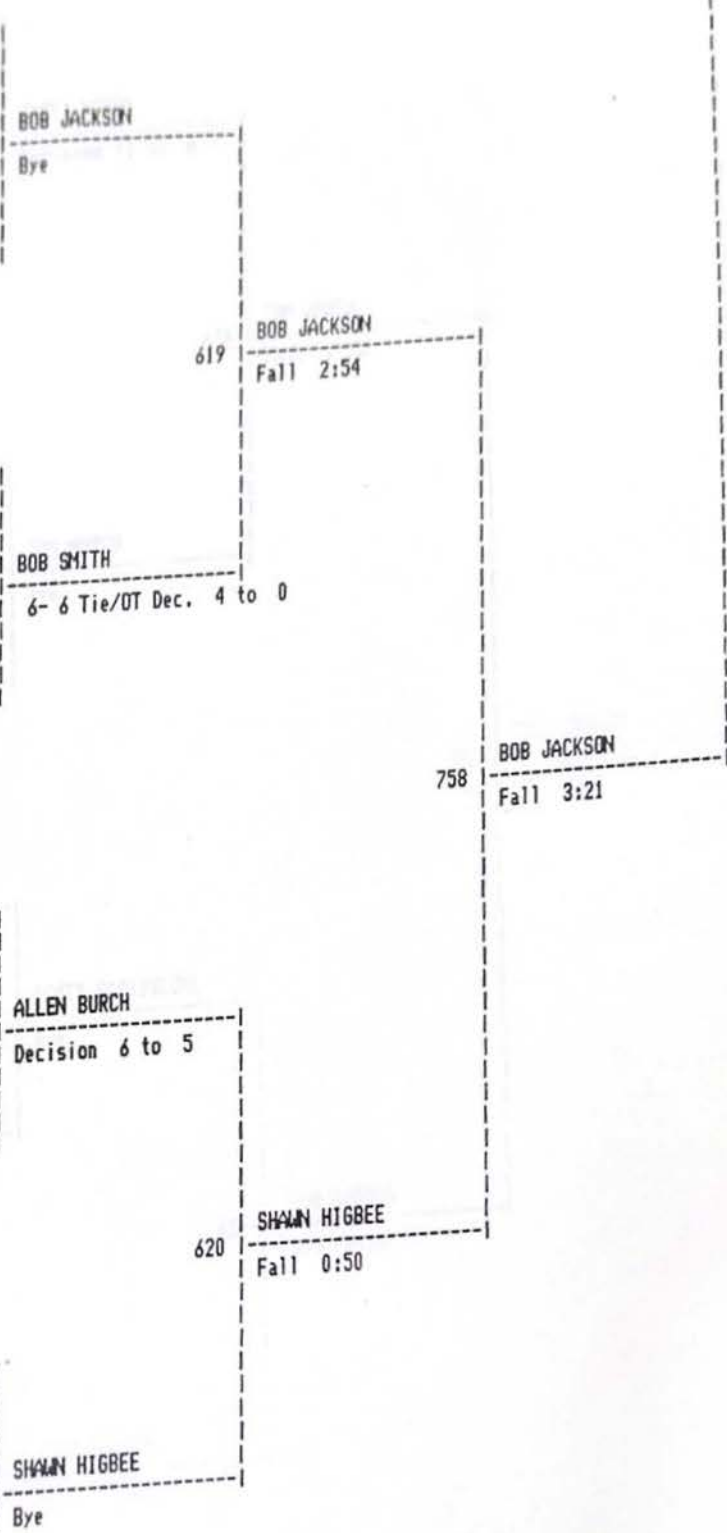 BOB JACKSON
Bye
BOB JACKSON
619
Fall 2:54
BOB SMITH
6- 6 Tie/OT Dec. 4 to 0
BOB JACKSON
758
Fall 3:21
ALLEN BURCH
Decision 6 to 5
SHAWN HIGBEE
620
Fall 0:50
SHAWN HIGBEE
Bye